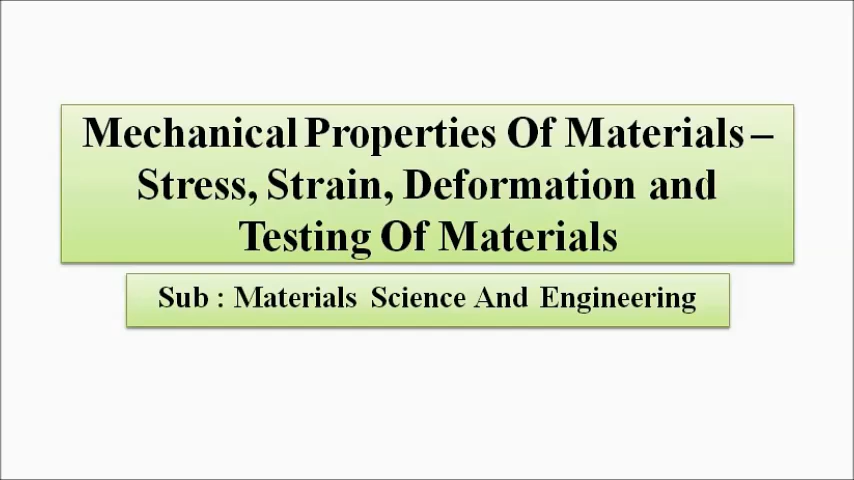 Mechanical Properties Of Materials –
Stress, Strain, Deformation and
Testing Of Materials
Sub : Materials Science And Engineering